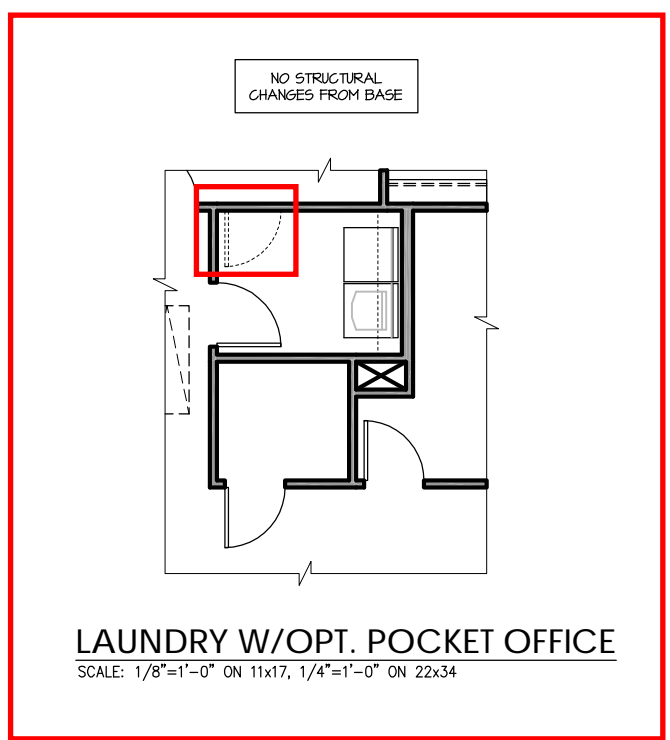 NO STRUCTURAL
CHANGES FROM BASE
LAUNDRY W/OPT. POCKET OFFICE
SCALE: 1/8"=1'-0" ON 11x17, 1/4"=1'-0" ON 22x34